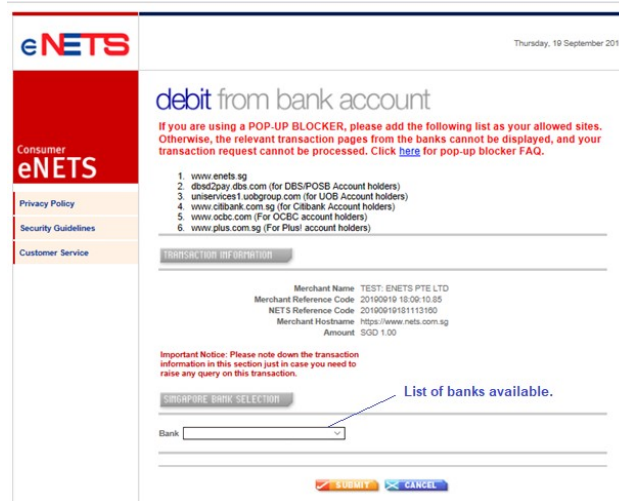 eNETS
Thursday, 19 September 201
debit from bank account
If you are using a POP-UP BLOCKER, please add the following list as your allowed sites.
Otherwise, the relevant transaction pages from the banks cannot be displayed, and your
transaction request cannot be processed. Click here for pop-up blocker FAQ.
Consumer
eNETS
1. www.enets.sg
2. dbsd2pay.dbs.com (for DBS/POSB Account holders)
3. uniservices1.uobgroup.com (for UOB Account holders)
4. www.citibank.com.sg (for Citibank Account holders)
5. www.ocbc.com (For OCBC account holders)
6. www.plus.com.sg (For Plus! account holders)
Privacy Policy
Security Guidelines
Customer Service
TRANSACTION INFORMATION
Merchant Name TEST: ENETS PTE LTD
Merchant Reference Code 20190919 18:09:10.85
NETS Reference Code 20190919181113160
Merchant Hostname https://www.nets.com.sg
Amount SGD 1.00
Important Notice: Please note down the transaction
information in this section just in case you need to
raise any query on this transaction.
SINGAPORE BANK SELECTION
List of banks available.
Bank
SUBMIT CANCEL